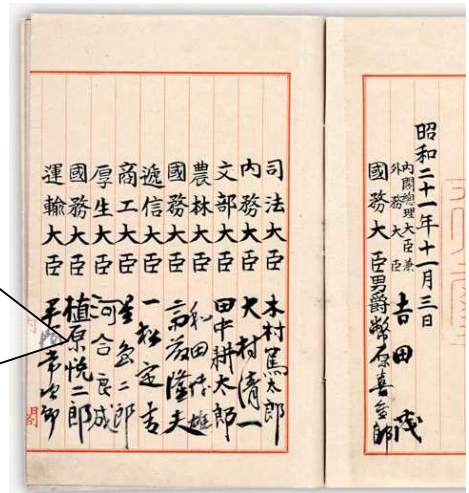 昭和二十一年十一月三日
内閣總理大臣兼
外務大臣 吉田茂
國務大臣男爵幣原喜重郎
司法大臣 木村篤太郎
内務大臣 大村清一
文部大臣 田中耕太郎
農林大臣 和田博雄
國務大臣 斎藤隆夫
遞信大臣 一松定吉
商工大臣 星島二郎
厚生大臣 河合良成
國務大臣 植原悦二郎
運輸大臣 平塚常次郎